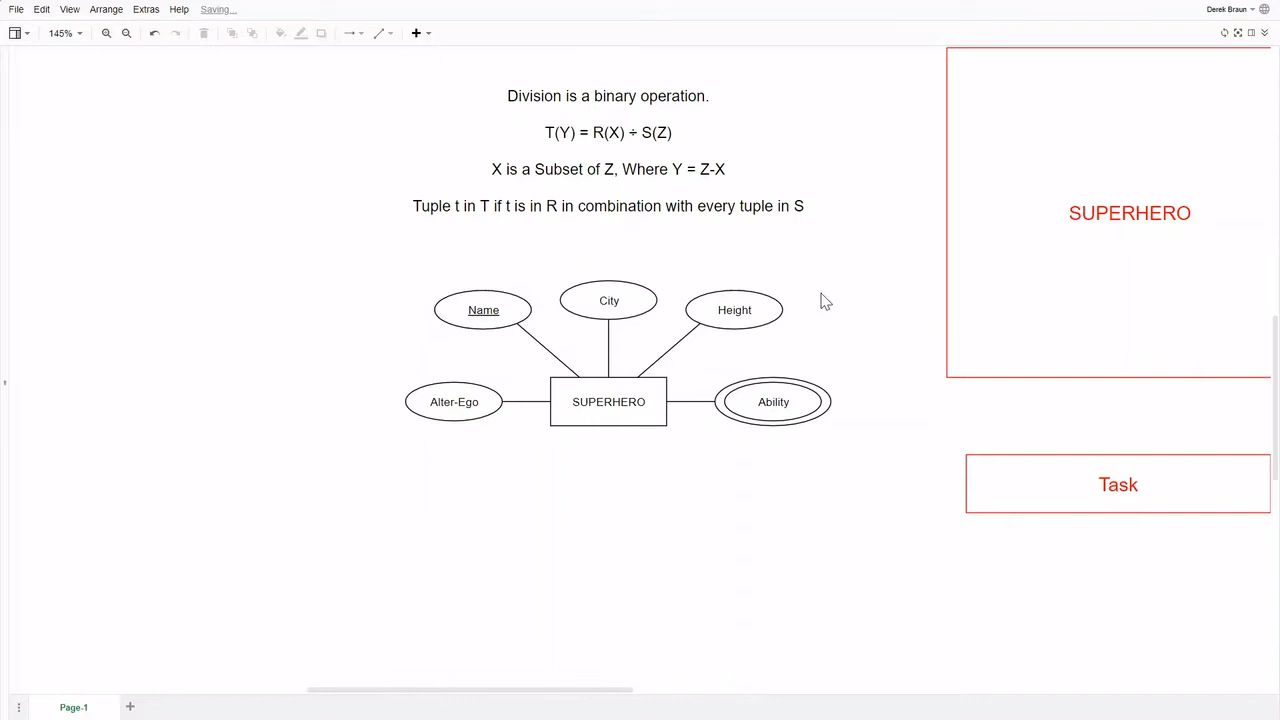 File Edit View Arrange Extras Help Saving... Derek Braun
145%
Division is a binary operation.
T(Y) = R(X) ÷ S(Z)
X is a Subset of Z, Where Y = Z-X
Tuple t in T if t is in R in combination with every tuple in S
SUPERHERO
Name
City
Height
Alter-Ego
SUPERHERO
Ability
Task
Page-1